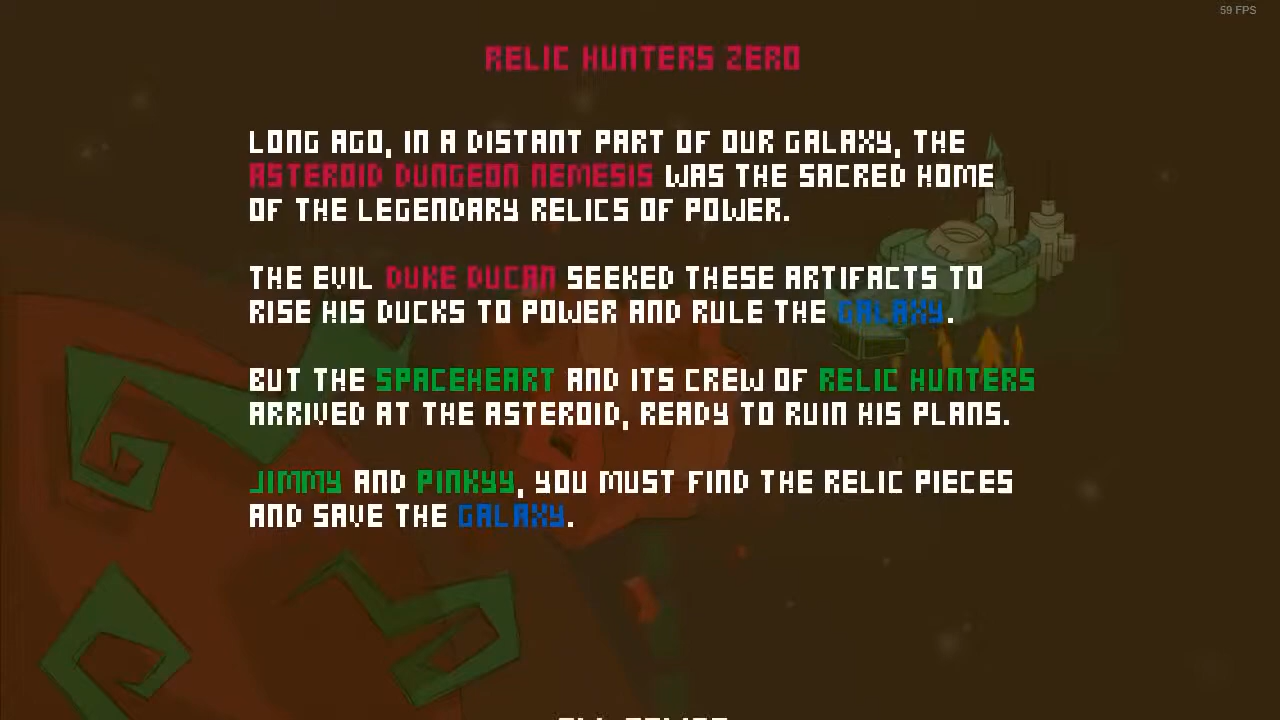 59 FPS
RELIC HUNTERS ZERO
LONG AGO, IN A DISTANT PART OF OUR GALAXY, THE
ASTEROID DUNGEON NEMESIS WAS THE SACRED HOME
OF THE LEGENDARY RELICS OF POWER.
THE EVIL DUKE DUCAN SEEKED THESE ARTIFACTS TO
RISE HIS DUCKS TO POWER AND RULE THE GALAXY.
BUT THE SPACEHEART AND ITS CREW OF RELIC HUNTERS
ARRIVED AT THE ASTEROID, READY TO RUIN HIS PLANS.
JIMMY AND PINKYY, YOU MUST FIND THE RELIC PIECES
AND SAVE THE GALAXY.